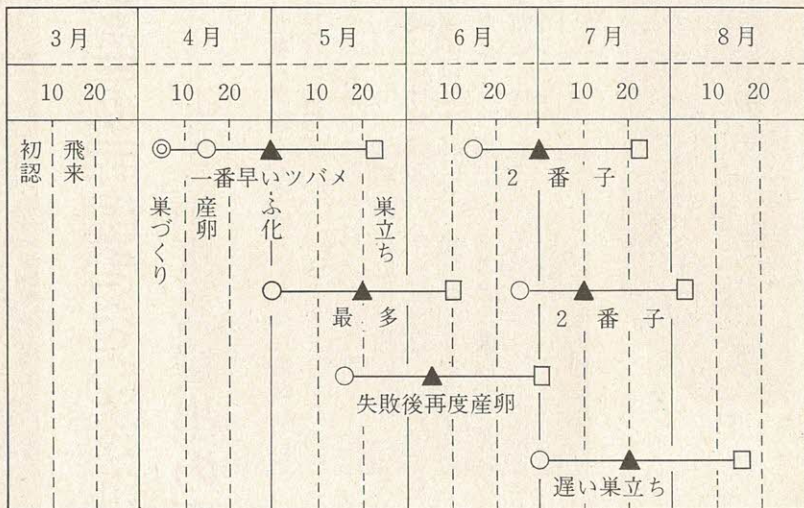 3月 4月 5月 6月 7月 8月
10 20 10 20 10 20 10 20 10 20 10 20
初認
飛来
一番早いツバメ
2番子
巣づくり
産卵
ふ化
巣立ち
最多
2番子
失敗後再度産卵
遅い巣立ち